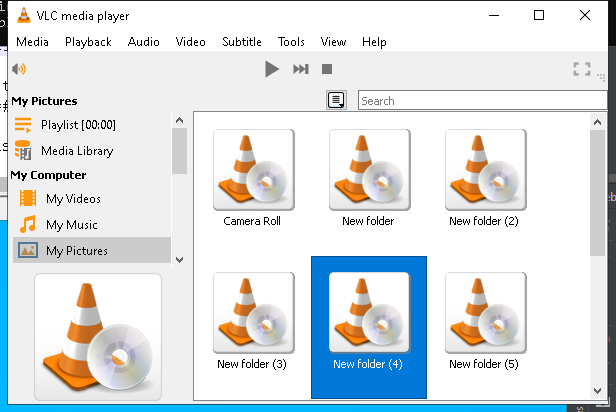 VLC media player
Media Playback Audio Video Subtitle Tools View Help
My Pictures
Search
Playlist [00:00]
Media Library
My Computer
My Videos
My Music
My Pictures
Camera Roll
New folder
New folder (2)
New folder (3)
New folder (4)
New folder (5)